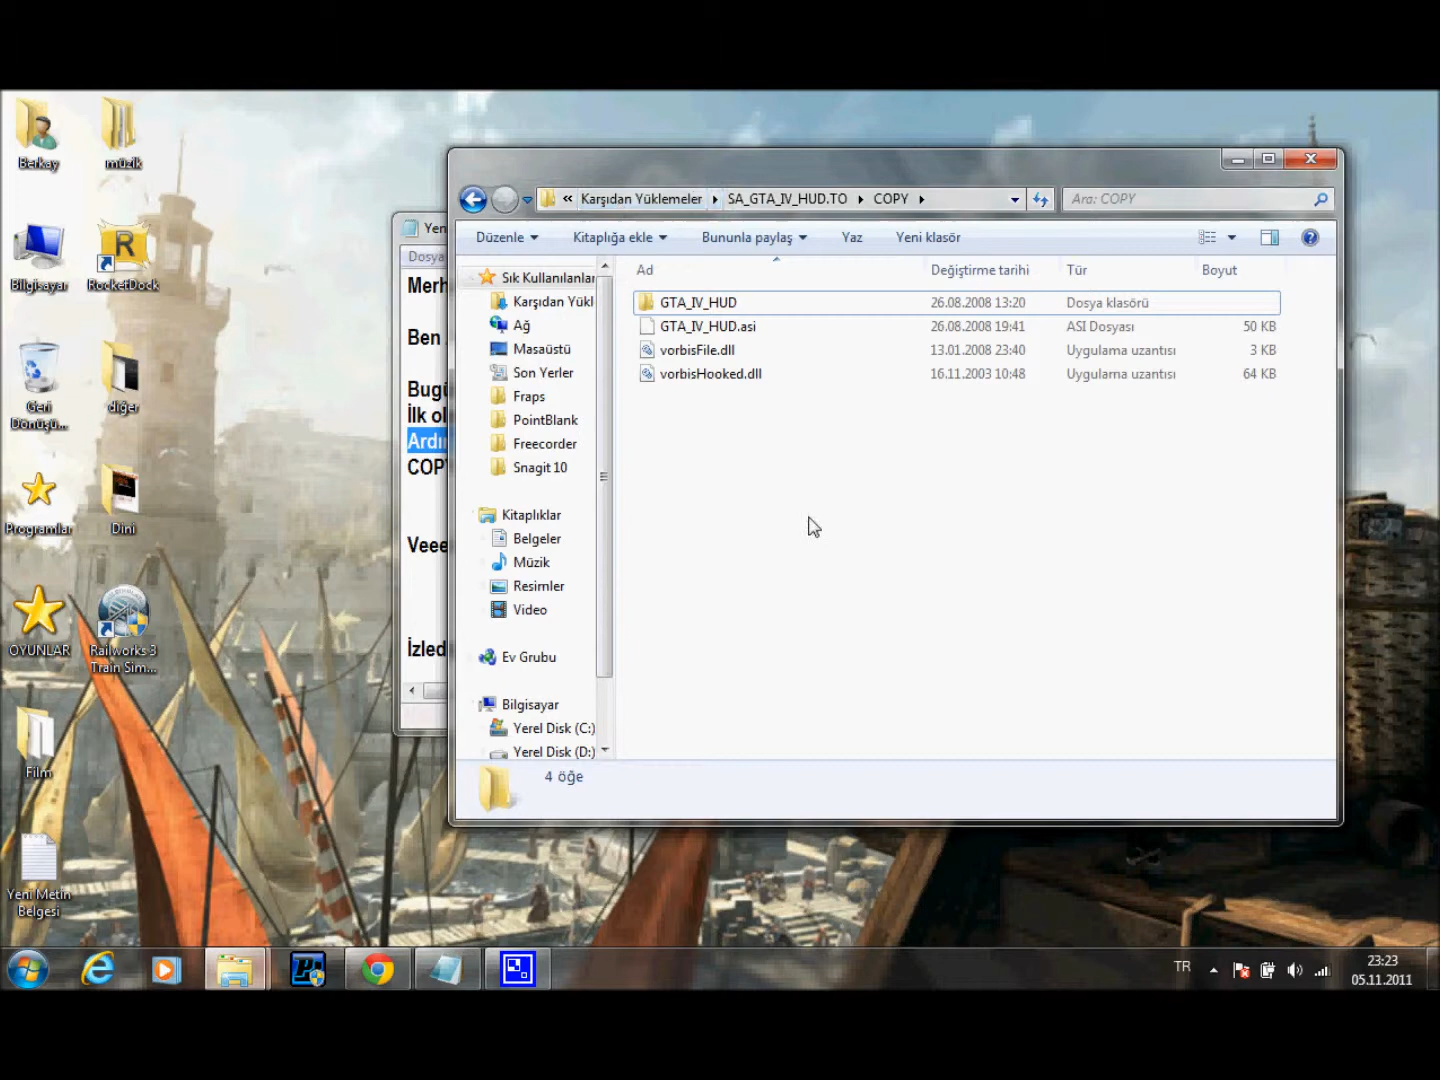 Berkay
müzik
Bilgisayar
RocketDock
Geri
Dönüşü...
diğer
Programlar
Dini
OYUNLAR
Railworks 3
Train Sim...
Film
Yeni Metin
Belgesi
Yen
Dosya
Merh
Ben
Bugü
İlk ol
Ardı
COP
Veee
İzled
« Karşıdan Yüklemeler SA_GTA_IV_HUD.TO COPY
Ara: COPY
Düzenle Kitaplığa ekle Bununla paylaş Yaz Yeni klasör
Sık Kullanılanlar
Karşıdan Yükl
Ağ
Masaüstü
Son Yerler
Fraps
PointBlank
Freecorder
Snagit 10
Kitaplıklar
Belgeler
Müzik
Resimler
Video
Ev Grubu
Bilgisayar
Yerel Disk (C:)
Yerel Disk (D:)
Ad Değiştirme tarihi Tür Boyut
GTA_IV_HUD 26.08.2008 13:20 Dosya klasörü
GTA_IV_HUD.asi 26.08.2008 19:41 ASI Dosyası 50 KB
vorbisFile.dll 13.01.2008 23:40 Uygulama uzantısı 3 KB
vorbisHooked.dll 16.11.2003 10:48 Uygulama uzantısı 64 KB
4 öğe
TR
23:23
05.11.2011